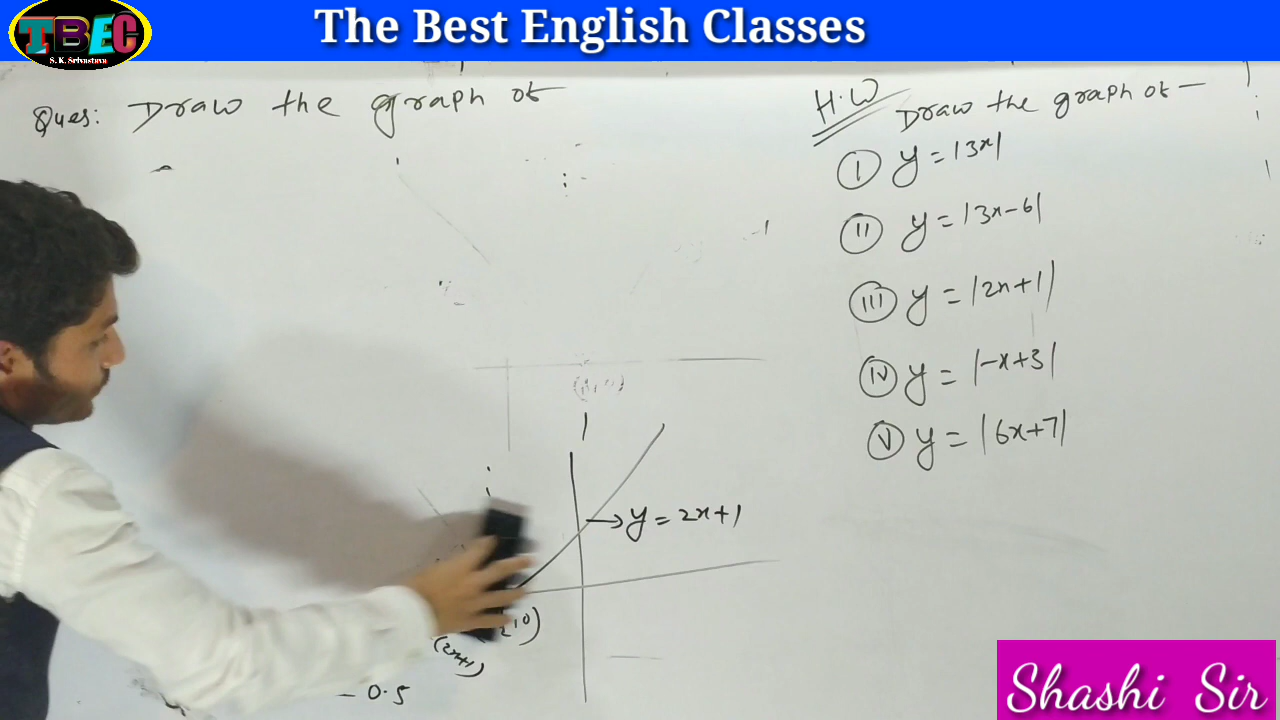 TBEC
S. K. Srivastava
The Best English Classes
Ques: Draw the graph of
H.W Draw the graph of —
(I) y = |3x|
(II) y = |3x-6|
(III) y = |2x+1|
(IV) y = |-x+3|
(V) y = |6x+7|
→ y = 2x+1
(2x+1)
- 0.5
Shashi Sir